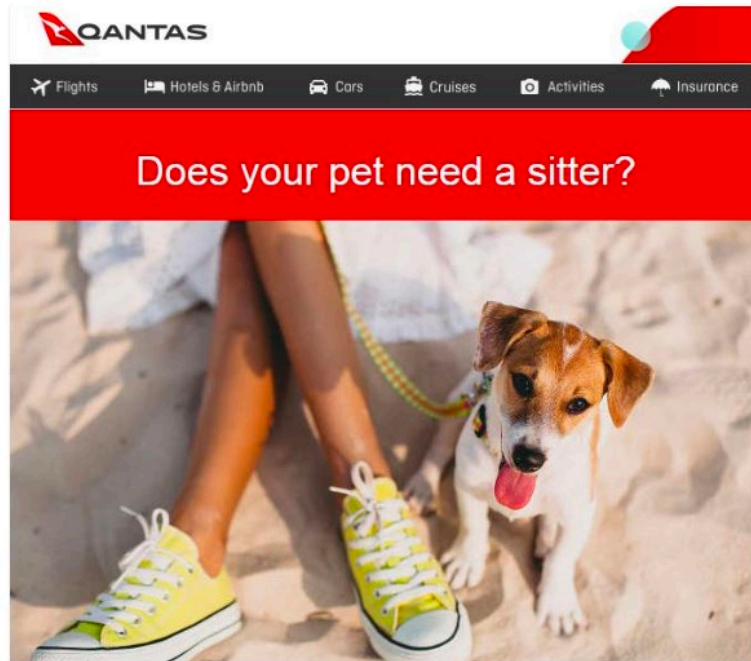 QANTAS
Flights Hotels & Airbnb Cars Cruises Activities Insurance
Does your pet need a sitter?